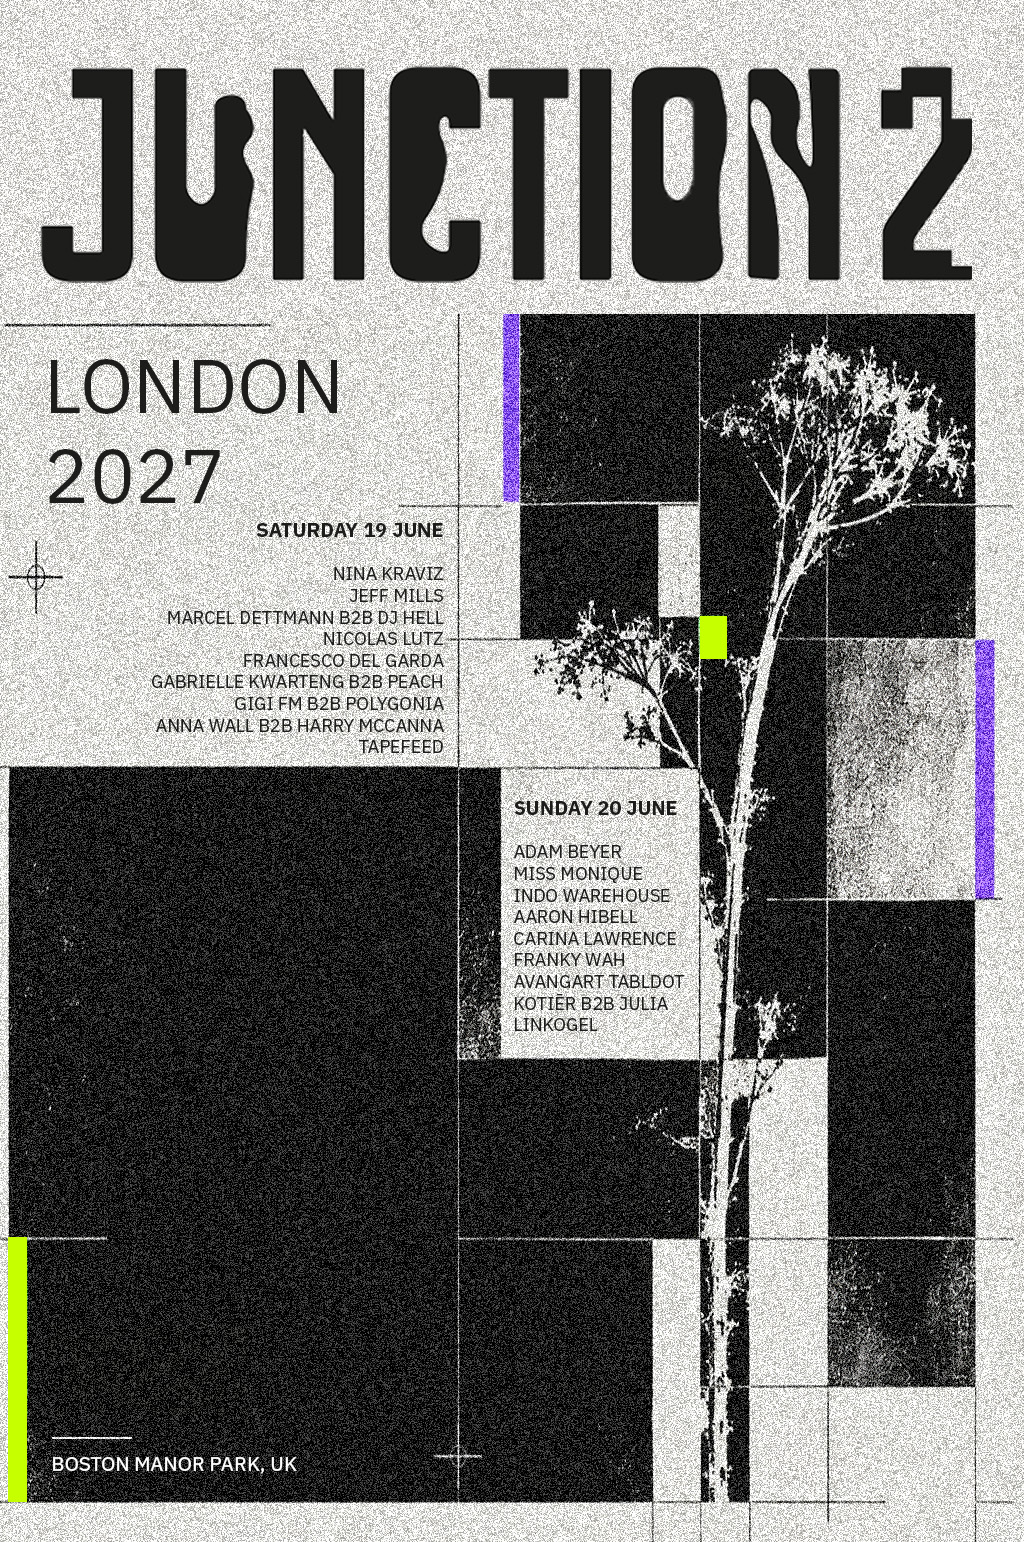 JUNCTION 2
LONDON
2027
SATURDAY 19 JUNE
NINA KRAVIZ
JEFF MILLS
MARCEL DETTMANN B2B DJ HELL
NICOLAS LUTZ
FRANCESCO DEL GARDA
GABRIELLE KWARTENG B2B PEACH
GIGI FM B2B POLYGONIA
ANNA WALL B2B HARRY MCCANNA
TAPEFEED
SUNDAY 20 JUNE
ADAM BEYER
MISS MONIQUE
INDO WAREHOUSE
AARON HIBELL
CARINA LAWRENCE
FRANKY WAH
AVANGART TABLDOT
KOTIĒR B2B JULIA
LINKOGEL
BOSTON MANOR PARK, UK